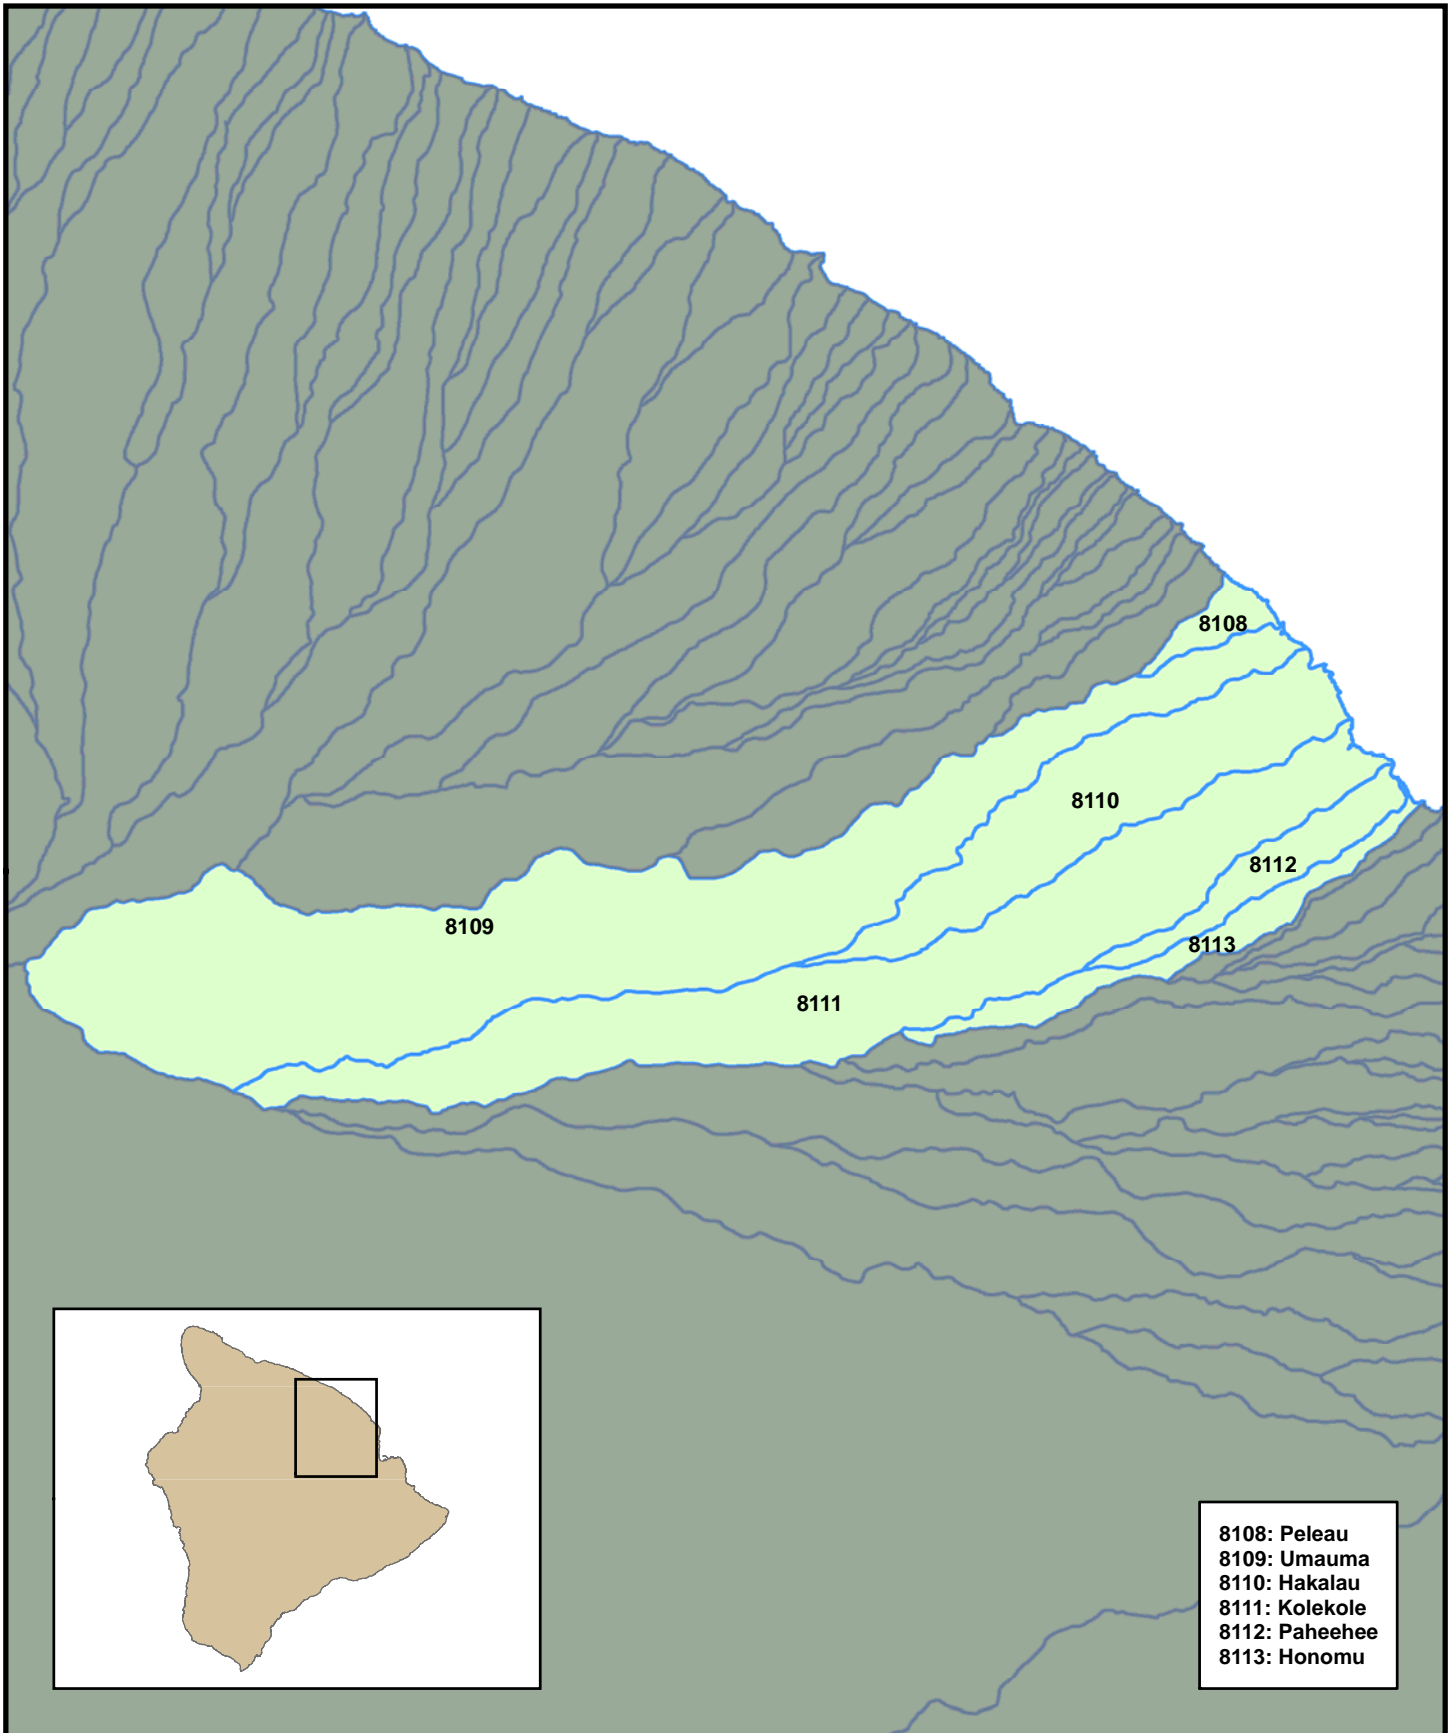 8108
8110
8112
8109
8113
8111
8108: Peleau
8109: Umauma
8110: Hakalau
8111: Kolekole
8112: Paheehee
8113: Honomu